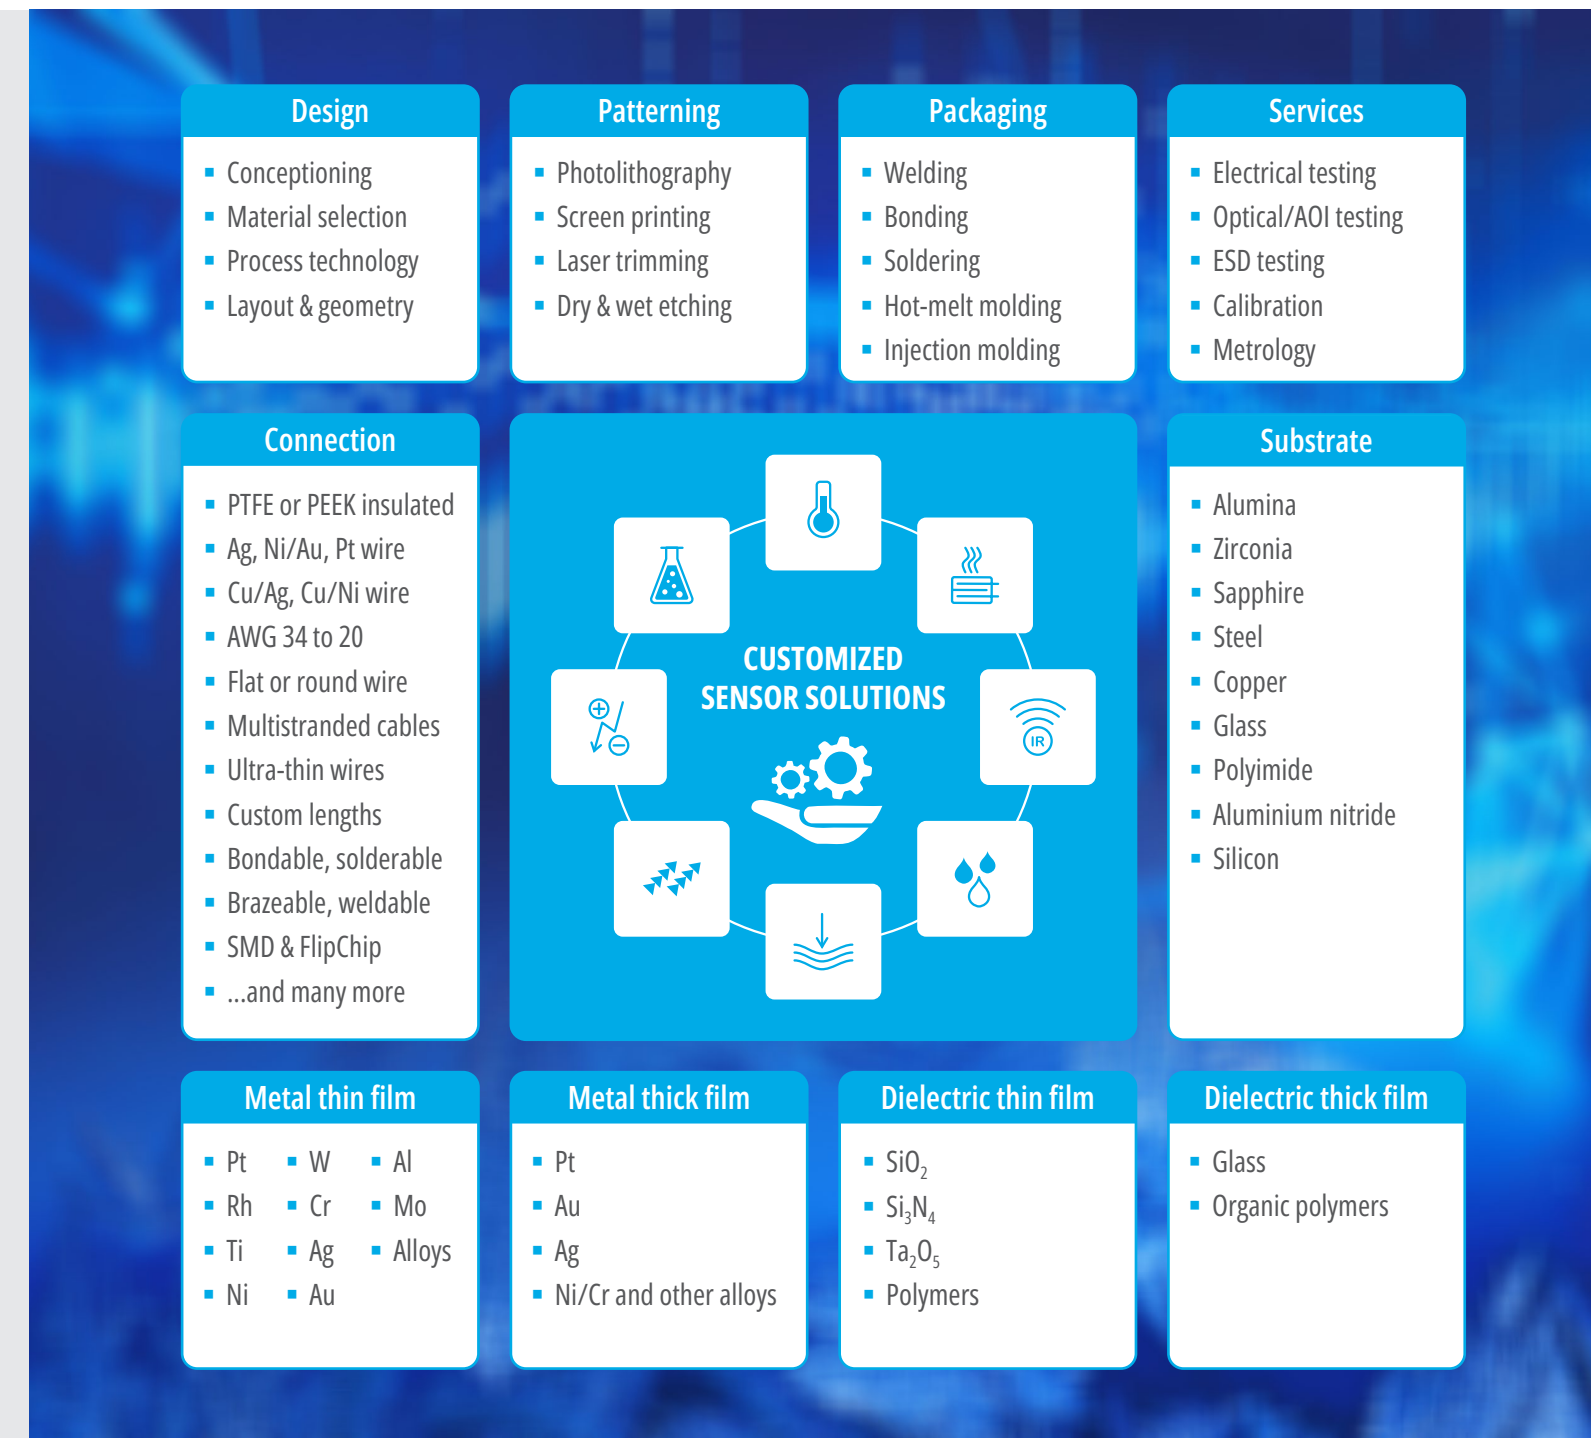 Design
▪ Conceptioning
▪ Material selection
▪ Process technology
▪ Layout & geometry
Patterning
▪ Photolithography
▪ Screen printing
▪ Laser trimming
▪ Dry & wet etching
Packaging
▪ Welding
▪ Bonding
▪ Soldering
▪ Hot-melt molding
▪ Injection molding
Services
▪ Electrical testing
▪ Optical/AOI testing
▪ ESD testing
▪ Calibration
▪ Metrology
Connection
▪ PTFE or PEEK insulated
▪ Ag, Ni/Au, Pt wire
▪ Cu/Ag, Cu/Ni wire
▪ AWG 34 to 20
▪ Flat or round wire
▪ Multistranded cables
▪ Ultra-thin wires
▪ Custom lengths
▪ Bondable, solderable
▪ Brazeable, weldable
▪ SMD & FlipChip
▪ ...and many more
CUSTOMIZED
SENSOR SOLUTIONS
IR
Substrate
▪ Alumina
▪ Zirconia
▪ Sapphire
▪ Steel
▪ Copper
▪ Glass
▪ Polyimide
▪ Aluminium nitride
▪ Silicon
Metal thin film
▪ Pt ▪ W ▪ Al
▪ Rh ▪ Cr ▪ Mo
▪ Ti ▪ Ag ▪ Alloys
▪ Ni ▪ Au
Metal thick film
▪ Pt
▪ Au
▪ Ag
▪ Ni/Cr and other alloys
Dielectric thin film
▪ SiO₂
▪ Si₃N₄
▪ Ta₂O₅
▪ Polymers
Dielectric thick film
▪ Glass
▪ Organic polymers